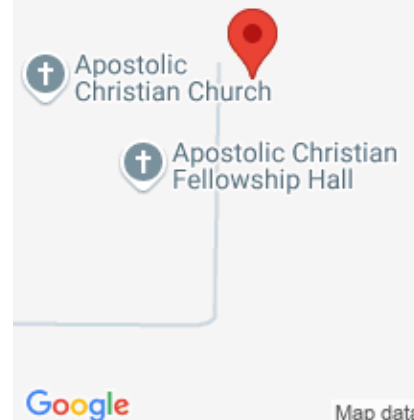 Apostolic
Christian Church
Apostolic Christian
Fellowship Hall
Google
Map data